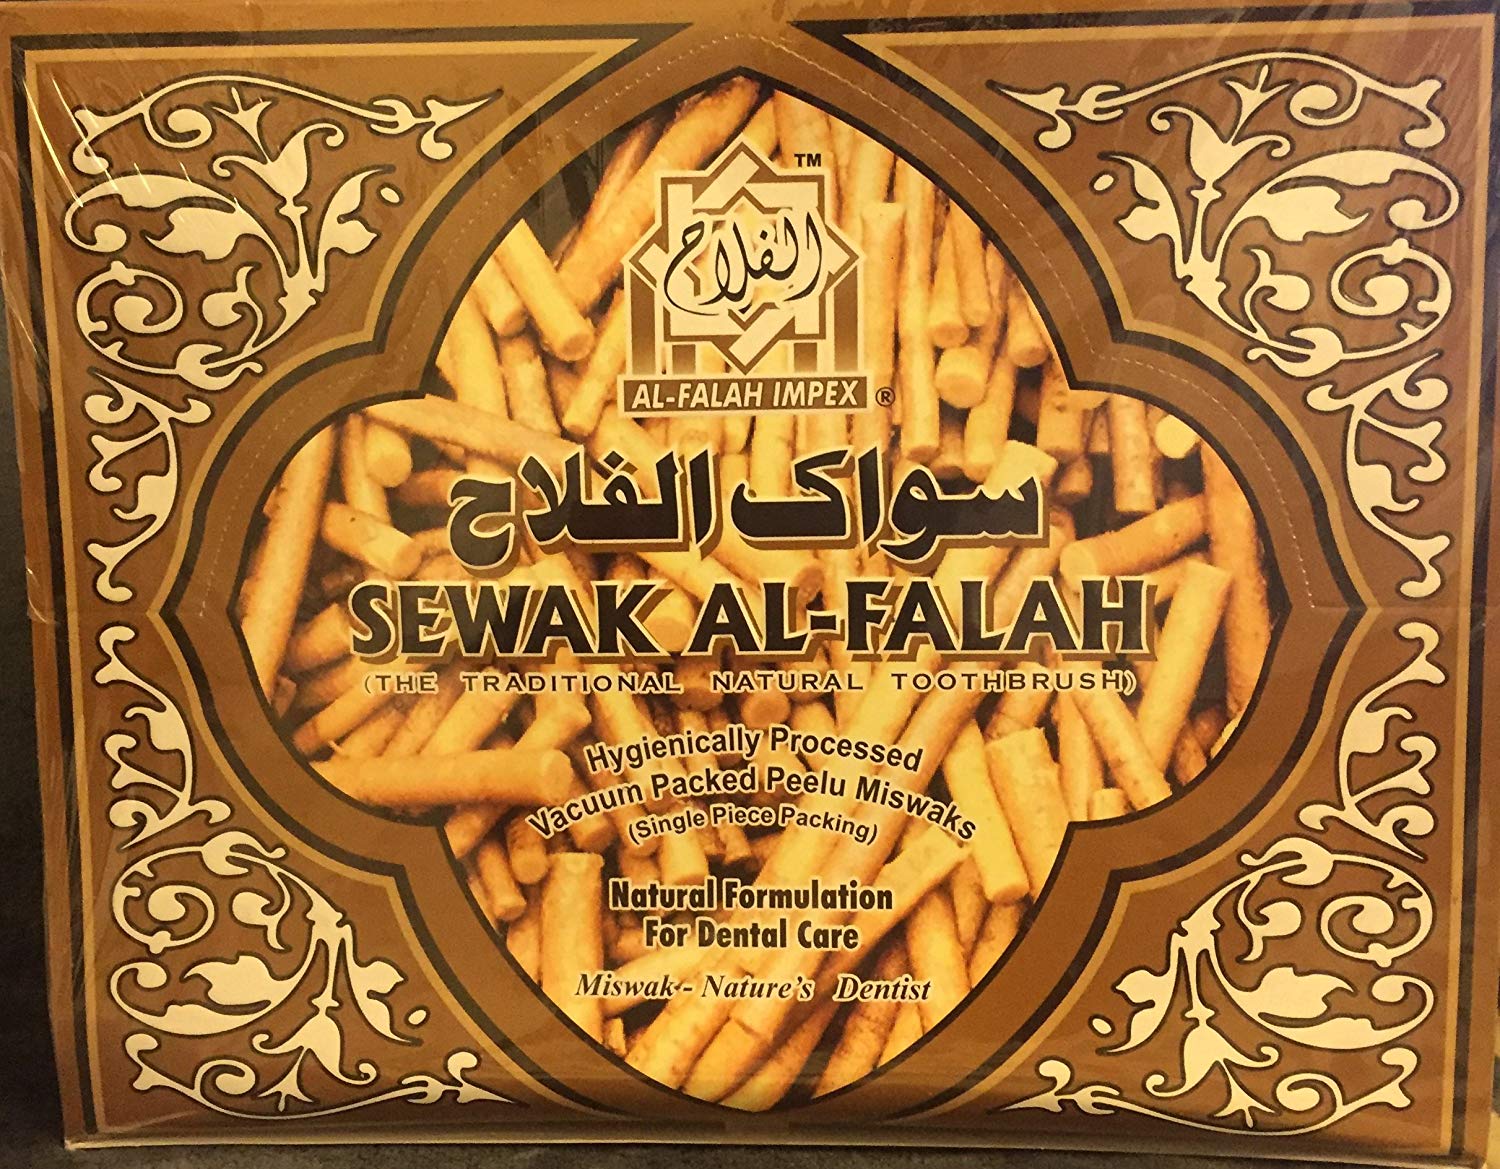 TM
الفلاح
AL-FALAH IMPEX ®
سواک الفلاح
SEWAK AL-FALAH
(THE TRADITIONAL NATURAL TOOTHBRUSH)
Hygienically Processed
Vacuum Packed Peelu Miswaks
(Single Piece Packing)
Natural Formulation
For Dental Care
Miswak - Nature's Dentist